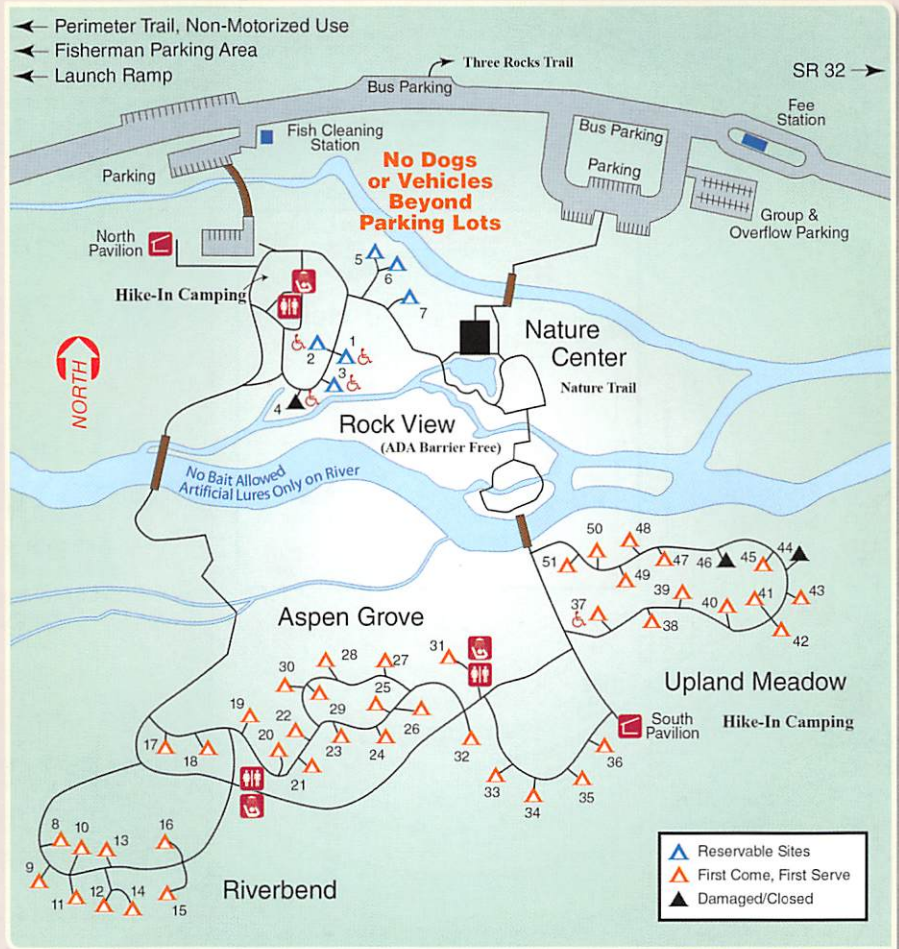 Perimeter Trail, Non-Motorized Use
Fisherman Parking Area
Launch Ramp
Three Rocks Trail
SR 32
Bus Parking
Fee
Station
Fish Cleaning
Station
Bus Parking
No Dogs
or Vehicles
Beyond
Parking Lots
Parking
Parking
Group &
Overflow Parking
North
Pavilion
5
6
7
Hike-In Camping
Nature
Center
Nature Trail
1
2
3
4
NORTH
Rock View
(ADA Barrier Free)
No Bait Allowed
Artificial Lures Only on River
50
48
51
49
47
46
45
44
43
42
41
40
39
38
37
Aspen Grove
31
30
28
27
25
29
26
24
23
22
19
20
21
17
18
32
33
34
35
36
Upland Meadow
South
Pavilion
Hike-In Camping
8
10
13
16
9
11
12
14
15
Riverbend
Reservable Sites
First Come, First Serve
Damaged/Closed